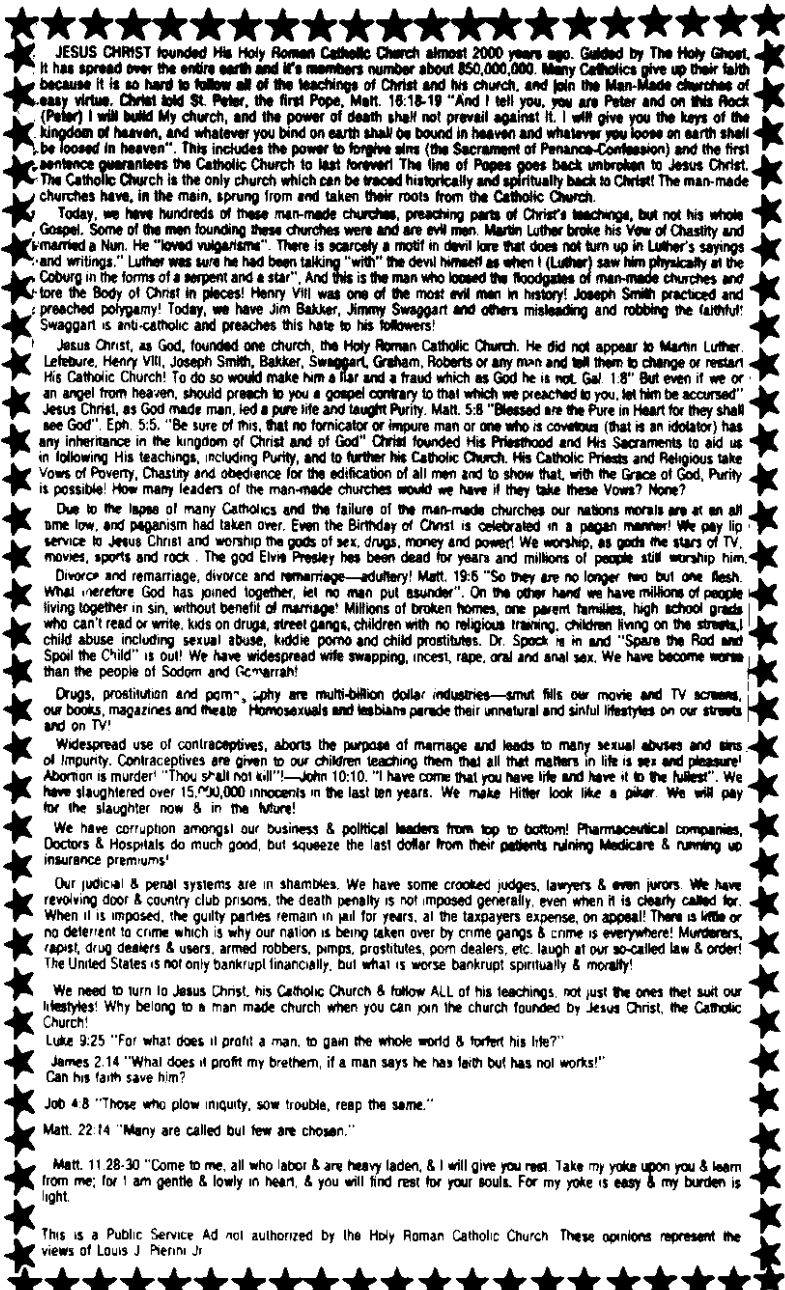 JESUS CHRIST founded His Holy Roman Catholic Church almost 2000 years ago. Guided by The Holy Ghost,
It has spread over the entire earth and it's members number about 850,000,000. Many Catholics give up their faith
because it is so hard to follow all of the teachings of Christ and his church, and join the Man-Made churches of
easy virtue. Christ told St. Peter, the first Pope, Matt. 16:18-19 "And I tell you, you are Peter and on this Rock
(Peter) I will build My church, and the power of death shall not prevail against it. I will give you the keys of the
kingdom of heaven, and whatever you bind on earth shall be bound in heaven and whatever you loose on earth shall
be loosed in heaven". This includes the power to forgive sins (the Sacrament of Penance-Confession) and the first
sentence guarantees the Catholic Church to last forever! The line of Popes goes back unbroken to Jesus Christ.
The Catholic Church is the only church which can be traced historically and spiritually back to Christ! The man-made
churches have, in the main, sprung from and taken their roots from the Catholic Church.
Today, we have hundreds of these man-made churches, preaching parts of Christ's teachings, but not his whole
Gospel. Some of the men founding these churches were and are evil men. Martin Luther broke his Vow of Chastity and
married a Nun. He "loved vulgarisms". There is scarcely a motif in devil lore that does not turn up in Luther's sayings
and writings." Luther was sure he had been talking "with" the devil himself as when I (Luther) saw him physically at the
Coburg in the forms of a serpent and a star", And this is the man who loosed the floodgates of man-made churches and
tore the Body of Christ in pieces! Henry VIII was one of the most evil men in history! Joseph Smith practiced and
preached polygamy! Today, we have Jim Bakker, Jimmy Swaggart and others misleading and robbing the faithful!
Swaggart is anti-catholic and preaches this hate to his followers!
Jesus Christ, as God, founded one church, the Holy Roman Catholic Church. He did not appear to Martin Luther,
Lefebure, Henry VIII, Joseph Smith, Bakker, Swaggart, Graham, Roberts or any man and tell them to change or restart
His Catholic Church! To do so would make him a liar and a fraud which as God he is not. Gal. 1:8" But even if we or
an angel from heaven, should preach to you a gospel contrary to that which we preached to you, let him be accursed"
Jesus Christ, as God made man, led a pure life and taught Purity. Matt. 5:8 "Blessed are the Pure in Heart for they shall
see God". Eph. 5:5. "Be sure of this, that no fornicator or impure man or one who is covetous (that is an idolator) has
any inheritance in the kingdom of Christ and of God" Christ founded His Priesthood and His Sacraments to aid us
in following His teachings, including Purity, and to further his Catholic Church. His Catholic Priests and Religious take
Vows of Poverty, Chastity and obedience for the edification of all men and to show that, with the Grace of God, Purity
is possible! How many leaders of the man-made churches would we have if they take these Vows? None?
Due to the lapse of many Catholics and the failure of the man-made churches our nations morals are at an all
time low, and paganism had taken over. Even the Birthday of Christ is celebrated in a pagan manner! We pay lip
service to Jesus Christ and worship the gods of sex, drugs, money and power! We worship, as gods the stars of TV,
movies, sports and rock. The god Elvis Presley has been dead for years and millions of people still worship him.
Divorce and remarriage, divorce and remarriage—adultery! Matt. 19:6 "So they are no longer two but one flesh.
What therefore God has joined together, let no man put asunder". On the other hand we have millions of people
living together in sin, without benefit of marriage! Millions of broken homes, one parent families, high school grads
who can't read or write, kids on drugs, street gangs, children with no religious training, children living on the streets,
child abuse including sexual abuse, kiddie porno and child prostitutes. Dr. Spock is in and "Spare the Rod and
Spoil the Child" is out! We have widespread wife swapping, incest, rape, oral and anal sex. We have become worse
than the people of Sodom and Gomarrah!
Drugs, prostitution and are multi-billion dollar industries—smut fills our movie and TV screens,
our books, magazines and Homosexuals and lesbians parade their unnatural and sinful lifestyles on our streets
and on TV!
Widespread use of contraceptives, aborts the purpose of marriage and leads to many sexual abuses and sins
of Impurity. Contraceptives are given to our children teaching them that all that matters in life is sex and pleasure!
Abortion is murder! "Thou shall not kill"!—John 10:10. "I have come that you have life and have it to the fullest". We
have slaughtered over 15,000,000 innocents in the last ten years. We make Hitler look like a piker. We will pay
for the slaughter now & in the future!
We have corruption amongst our business & political leaders from top to bottom! Pharmaceutical companies,
Doctors & Hospitals do much good, but squeeze the last dollar from their patients ruining Medicare & running up
insurance premiums!
Our judicial & penal systems are in shambles. We have some crooked judges, lawyers & even jurors. We have
revolving door & country club prisons, the death penalty is not imposed generally, even when it is clearly called for.
When it is imposed, the guilty parties remain in jail for years, at the taxpayers expense, on appeal! There is little or
no deterrent to crime which is why our nation is being taken over by crime gangs & crime is everywhere! Murderers,
rapist, drug dealers & users, armed robbers, pimps, prostitutes, porn dealers, etc. laugh at our so-called law & order!
The United States is not only bankrupt financially, but what is worse bankrupt spiritually & morally!
We need to turn to Jesus Christ, his Catholic Church & follow ALL of his teachings, not just the ones thet suit our
lifestyles! Why belong to a man made church when you can join the church founded by Jesus Christ, the Catholic
Church!
Luke 9:25 "For what does it profit a man, to gain the whole world & forfert his life?"
James 2.14 "What does it profit my brethern, if a man says he has faith but has not works!"
Can his faith save him?
Job 4:8 "Those who plow iniquity, sow trouble, reap the same."
Matt. 22:14 "Many are called but few are chosen."
Matt. 11.28-30 "Come to me, all who labor & are heavy laden, & I will give you rest. Take my yoke upon you & learn
from me; for I am gentle & lowly in heart, & you will find rest for your souls. For my yoke is easy & my burden is
light.
This is a Public Service Ad not authorized by the Holy Roman Catholic Church. These opinions represent the
views of Louis J. Pierini Jr.